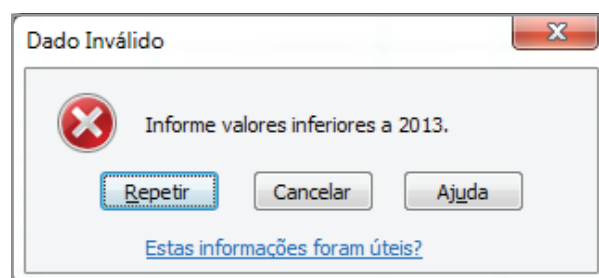 Dado Inválido
Informe valores inferiores a 2013.
Repetir Cancelar Ajuda
Estas informações foram úteis?